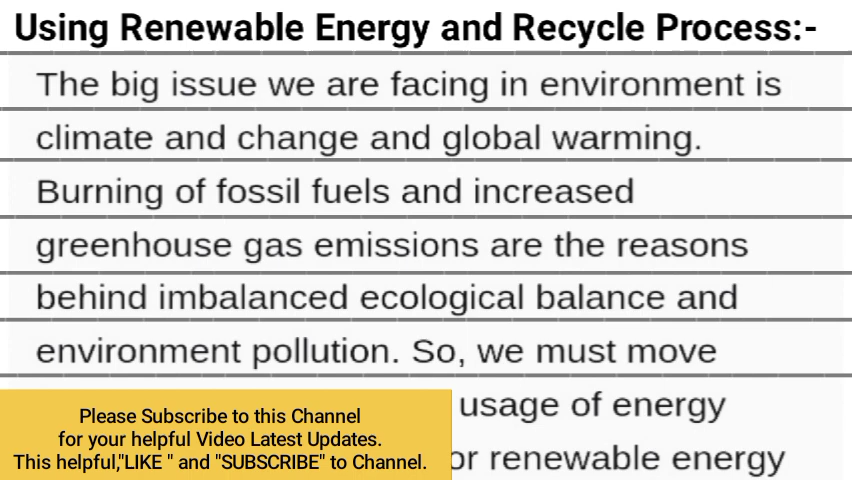 Using Renewable Energy and Recycle Process:-
The big issue we are facing in environment is
climate and change and global warming.
Burning of fossil fuels and increased
greenhouse gas emissions are the reasons
behind imbalanced ecological balance and
environment pollution. So, we must move
usage of energy
or renewable energy
Please Subscribe to this Channel
for your helpful Video Latest Updates.
This helpful,"LIKE " and "SUBSCRIBE" to Channel.